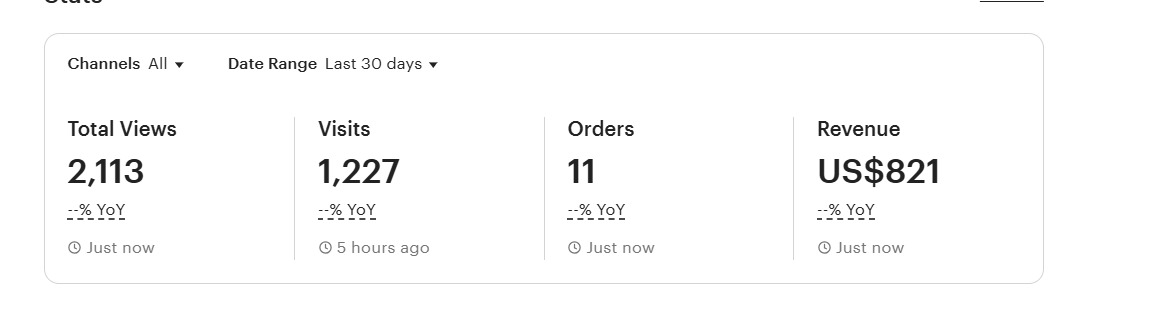 Stats
Channels All Date Range Last 30 days
Total Views Visits Orders Revenue
2,113 1,227 11 US$821
--% YoY --% YoY --% YoY --% YoY
Just now 5 hours ago Just now Just now